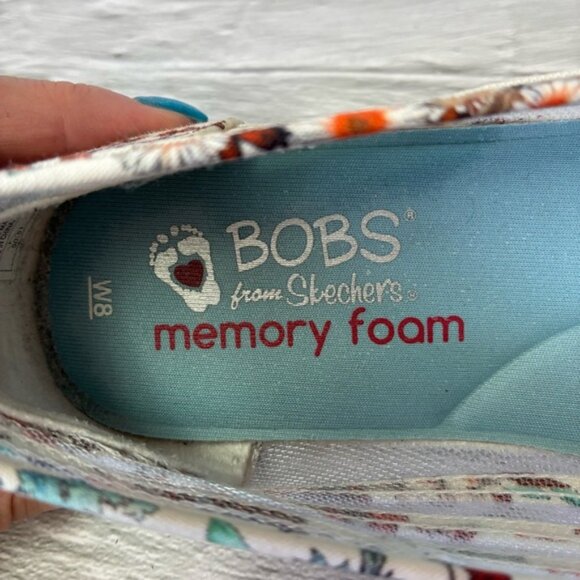 BOBS®
from Skechers
memory foam
W8